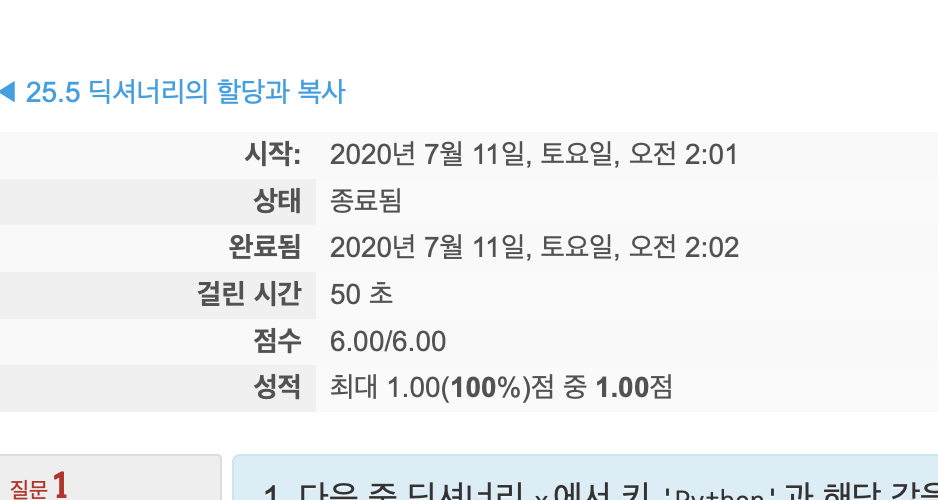 ◀ 25.5 딕셔너리의 할당과 복사
시작: 2020년 7월 11일, 토요일, 오전 2:01
상태 종료됨
완료됨 2020년 7월 11일, 토요일, 오전 2:02
걸린 시간 50 초
점수 6.00/6.00
성적 최대 1.00(100%)점 중 1.00점
질문 1
1. 다음 중 딕셔너리 x에서 키 'Python'과 해당 값을